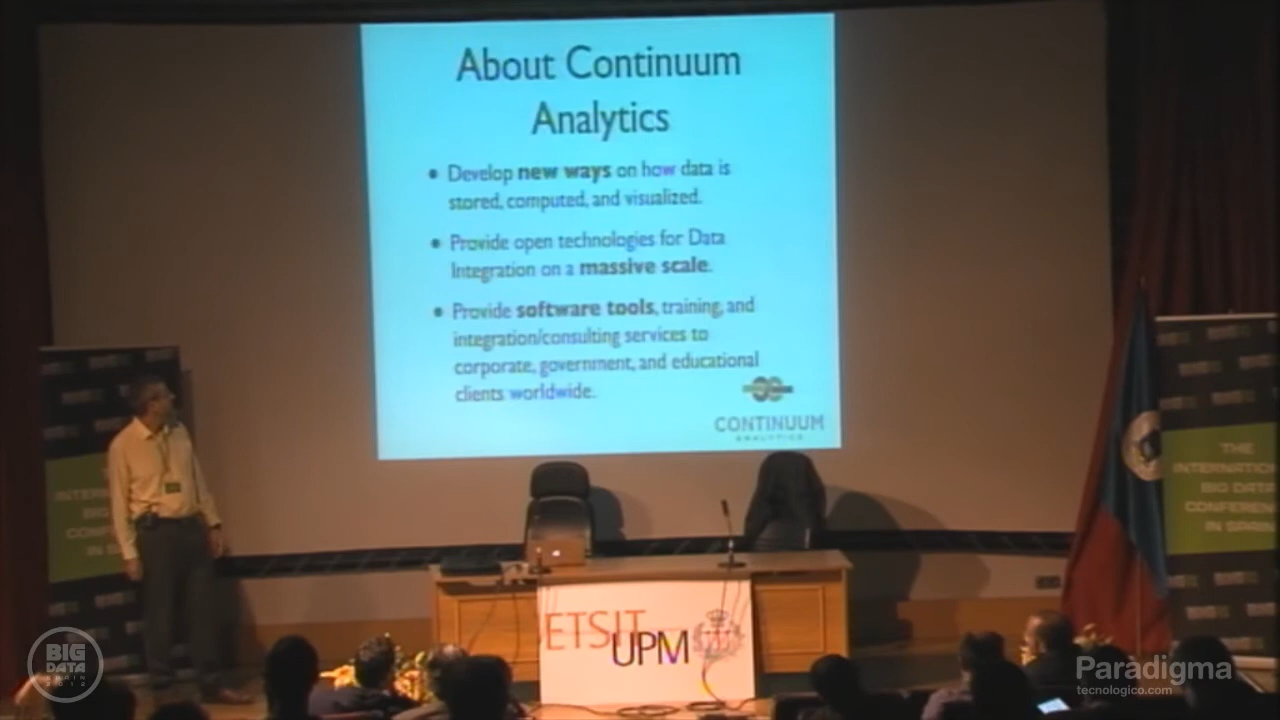 About Continuum
Analytics
• Develop new ways on how data is
stored, computed, and visualized.
• Provide open technologies for Data
Integration on a massive scale.
• Provide software tools, training, and
integration/consulting services to
corporate, government, and educational
clients worldwide.
CONTINUUM
ANALYTICS
THE
INTERNATIO
BIG DATA
CONFEREN
IN SPAIN
ETSIT
UPM
BIG
DATA
SPAIN
2012
Paradigma
tecnologico.com